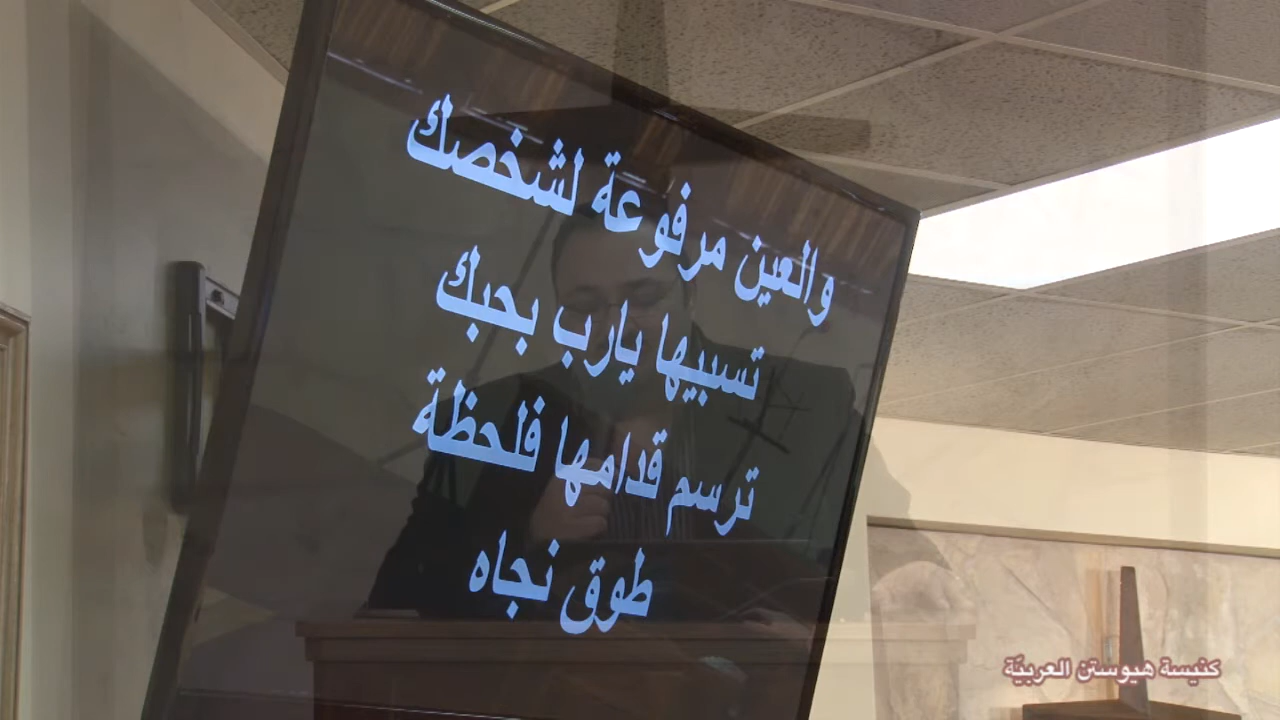 والعين مرفوعة لشخصك
تسبيها يارب بحبك
ترسم قدامها فلحظة
طوق نجاه
كنيسة هيوستن العربيّة